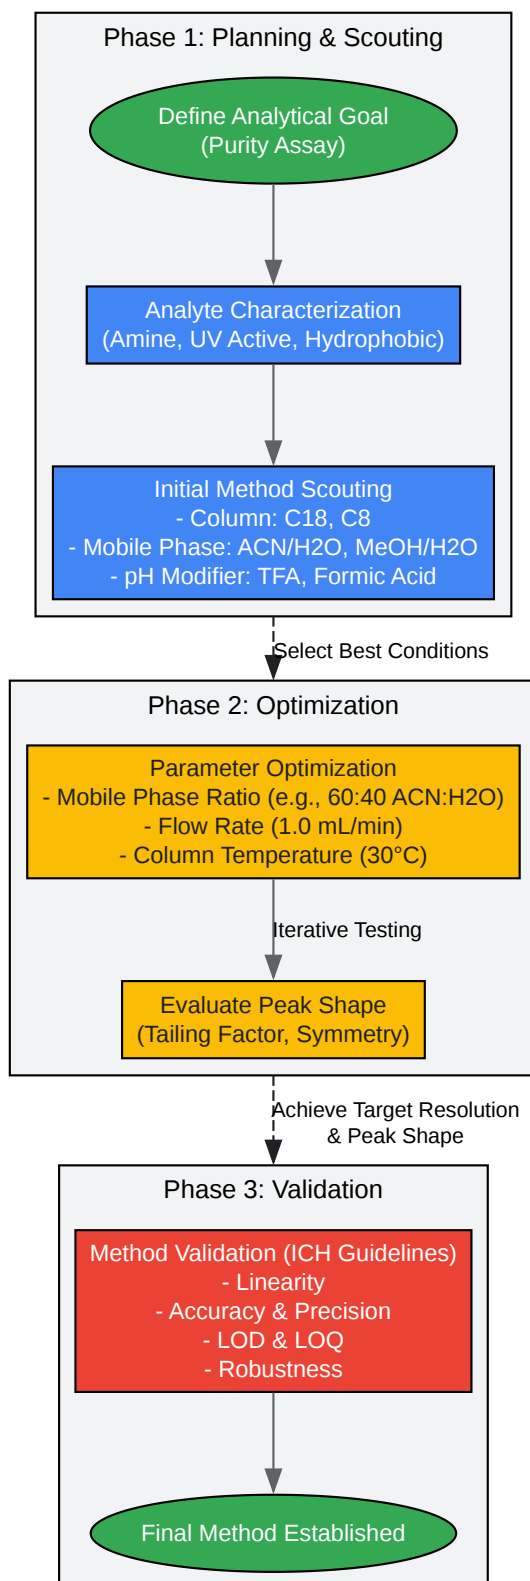 Phase 1: Planning & Scouting
Define Analytical Goal
(Purity Assay)
Analyte Characterization
(Amine, UV Active, Hydrophobic)
Initial Method Scouting
- Column: C18, C8
- Mobile Phase: ACN/H2O, MeOH/H2O
- pH Modifier: TFA, Formic Acid
Select Best Conditions
Phase 2: Optimization
Parameter Optimization
- Mobile Phase Ratio (e.g., 60:40 ACN:H2O)
- Flow Rate (1.0 mL/min)
- Column Temperature (30°C)
Iterative Testing
Evaluate Peak Shape
(Tailing Factor, Symmetry)
Achieve Target Resolution
& Peak Shape
Phase 3: Validation
Method Validation (ICH Guidelines)
- Linearity
- Accuracy & Precision
- LOD & LOQ
- Robustness
Final Method Established